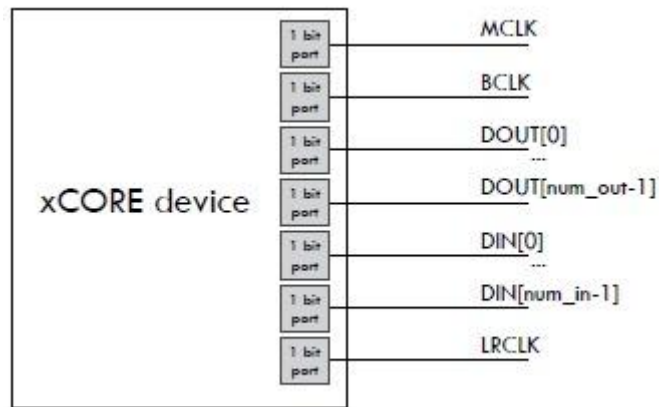 1 bit
port
MCLK
1 bit
port
BCLK
1 bit
port
DOUT[0]
...
1 bit
port
DOUT[num_out-1]
xCORE device
1 bit
port
DIN[0]
...
1 bit
port
DIN[num_in-1]
1 bit
port
LRCLK